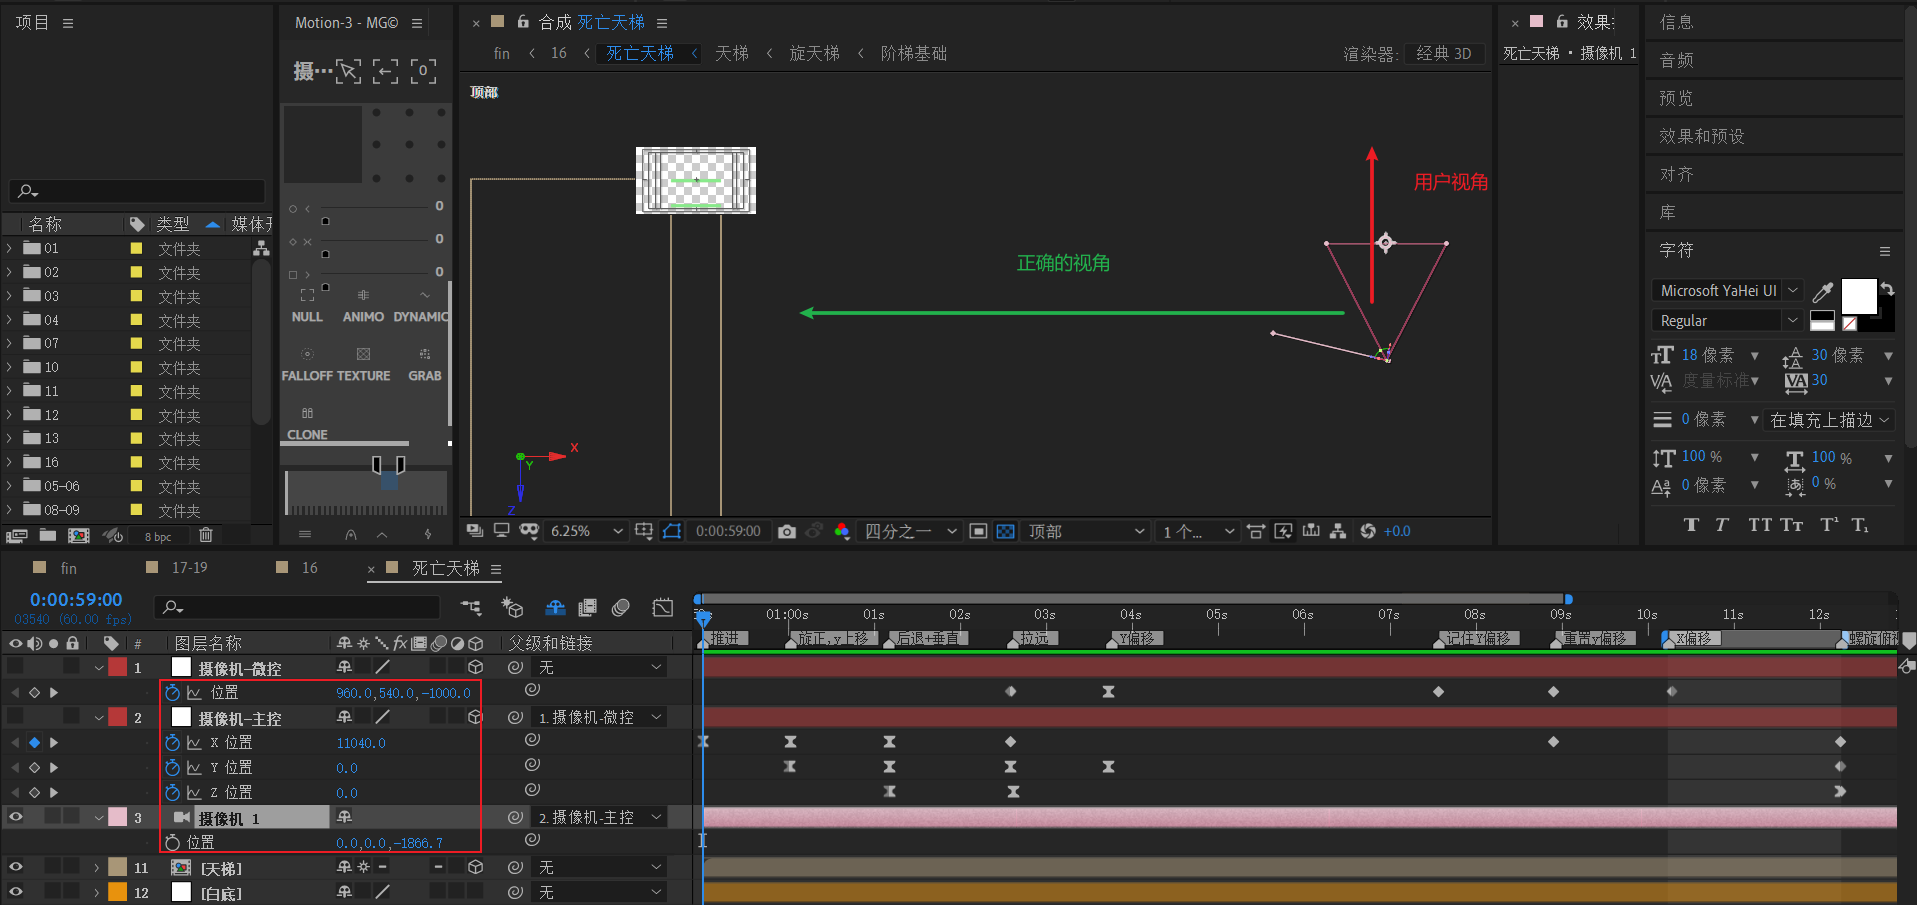 项目
名称 类型 媒体开
01 文件夹
02 文件夹
03 文件夹
04 文件夹
07 文件夹
10 文件夹
11 文件夹
12 文件夹
13 文件夹
16 文件夹
05-06 文件夹
08-09 文件夹
8 bpc
Motion-3 - MG©
摄…
0
0
0
0
NULL ANIMO DYNAMIC
FALLOFF TEXTURE GRAB
CLONE
合成 死亡天梯
fin 16 死亡天梯 天梯 旋天梯 阶梯基础
渲染器: 经典 3D
顶部
用户视角
正确的视角
X
Y
Z
6.25% 0:00:59:00 四分之一 顶部 1 个… +0.0
效果:
死亡天梯 · 摄像机 1
信息
音频
预览
效果和预设
对齐
库
字符
Microsoft YaHei UI
Regular
18 像素 30 像素
度量标准 30
0 像素 在填充上描边
100 % 100 %
0 像素 0 %
T T TT TT T¹ T₁
fin 17-19 16 死亡天梯
0:00:59:00
03540 (60.00 fps)
01:00s 01s 02s 03s 04s 05s 06s 07s 08s 09s 10s 11s 12s
# 图层名称 父级和链接
推进 旋正,y上移 后退+垂直 拉远 Y偏移 记住Y偏移 重置y偏移 X偏移 螺旋俯视
1 摄像机-微控 无
位置 960.0,540.0,-1000.0
2 摄像机-主控 1.摄像机-微控
X 位置 11040.0
Y 位置 0.0
Z 位置 0.0
3 摄像机 1 2.摄像机-主控
位置 0.0,0.0,-1866.7
11 [天梯] 无
12 [白底] 无